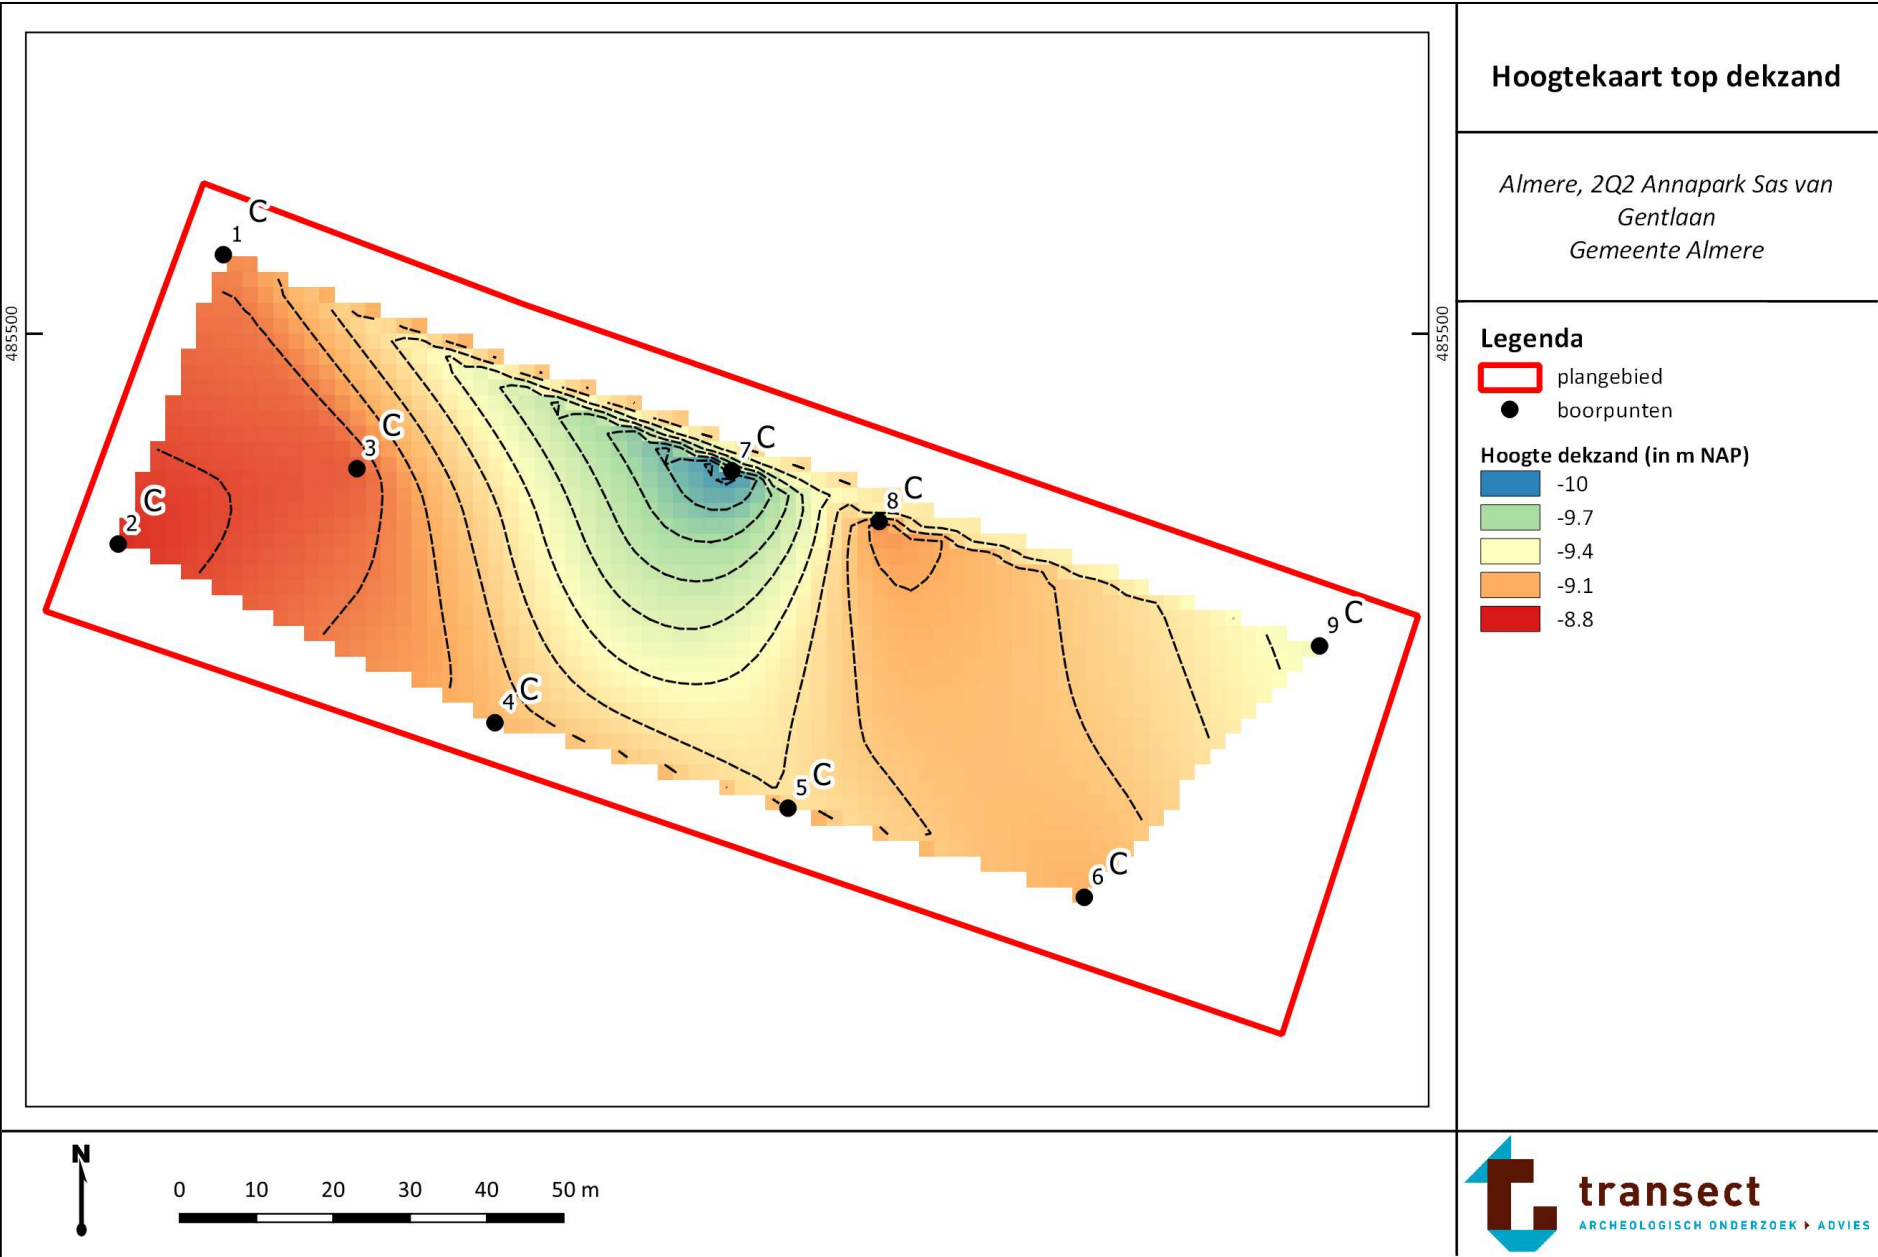 Hoogtekaart top dekzand
Almere, 2Q2 Annapark Sas van
Gentlaan
Gemeente Almere
Legenda
plangebied
boorpunten
Hoogte dekzand (in m NAP)
-10
-9.7
-9.4
-9.1
-8.8
485500
485500
1 C
2 C
3 C
4 C
5 C
6 C
7 C
8 C
9 C
N
0 10 20 30 40 50 m
transect
ARCHEOLOGISCH ONDERZOEK ADVIES